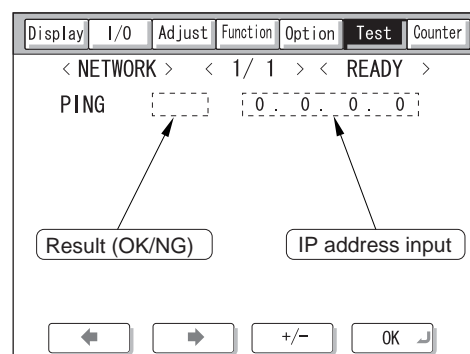 Display I/O Adjust Function Option Test Counter
< NETWORK > < 1/ 1 > < READY >
PING 0 . 0 . 0 . 0
Result (OK/NG) IP address input
+/− OK